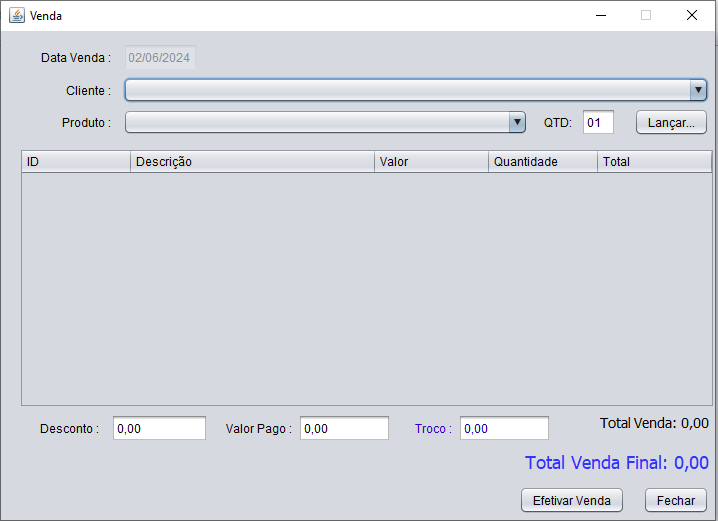 Venda
Data Venda : 02/06/2024
Cliente :
Produto : QTD: 01 Lançar...
ID Descrição Valor Quantidade Total
Desconto : 0,00 Valor Pago : 0,00 Troco : 0,00 Total Venda: 0,00
Total Venda Final: 0,00
Efetivar Venda Fechar